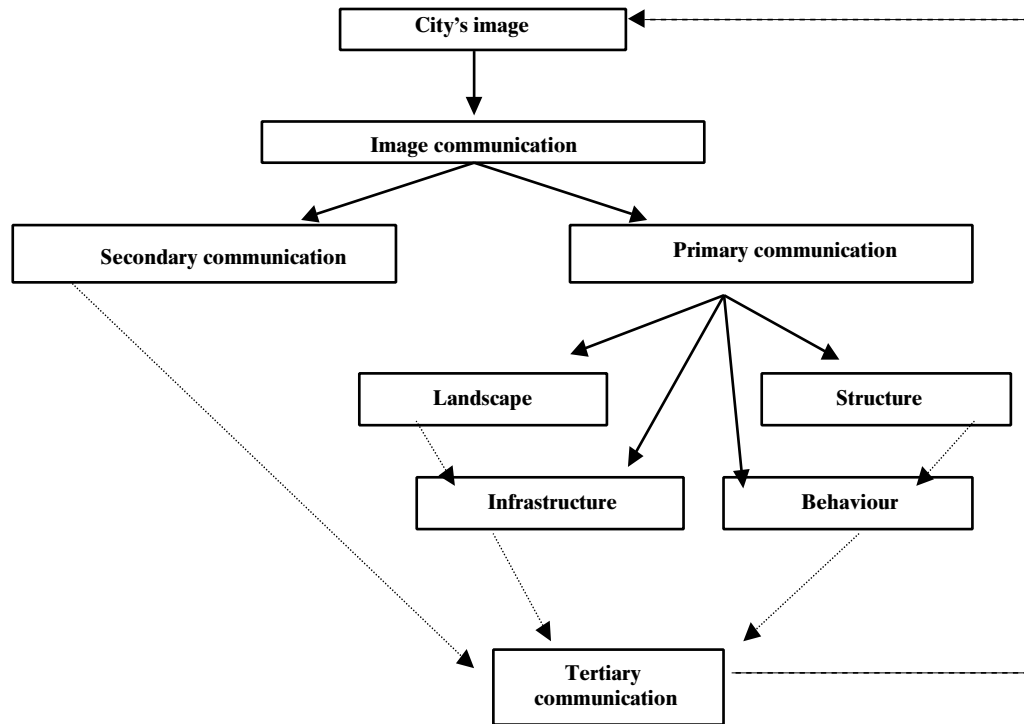 City’s image
Image communication
Secondary communication
Primary communication
Landscape
Structure
Infrastructure
Behaviour
Tertiary
communication